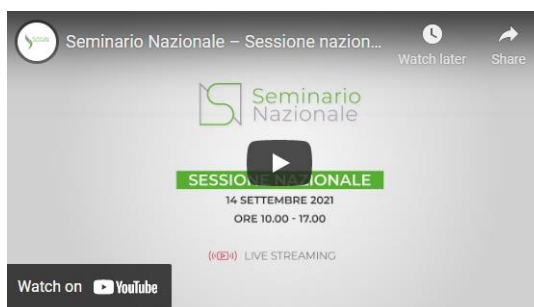 Seminario Nazionale – Sessione nazion...
Watch later
Share
Seminario
Nazionale
SESSIONE NAZIONALE
14 SETTEMBRE 2021
ORE 10.00 - 17.00
LIVE STREAMING
Watch on YouTube